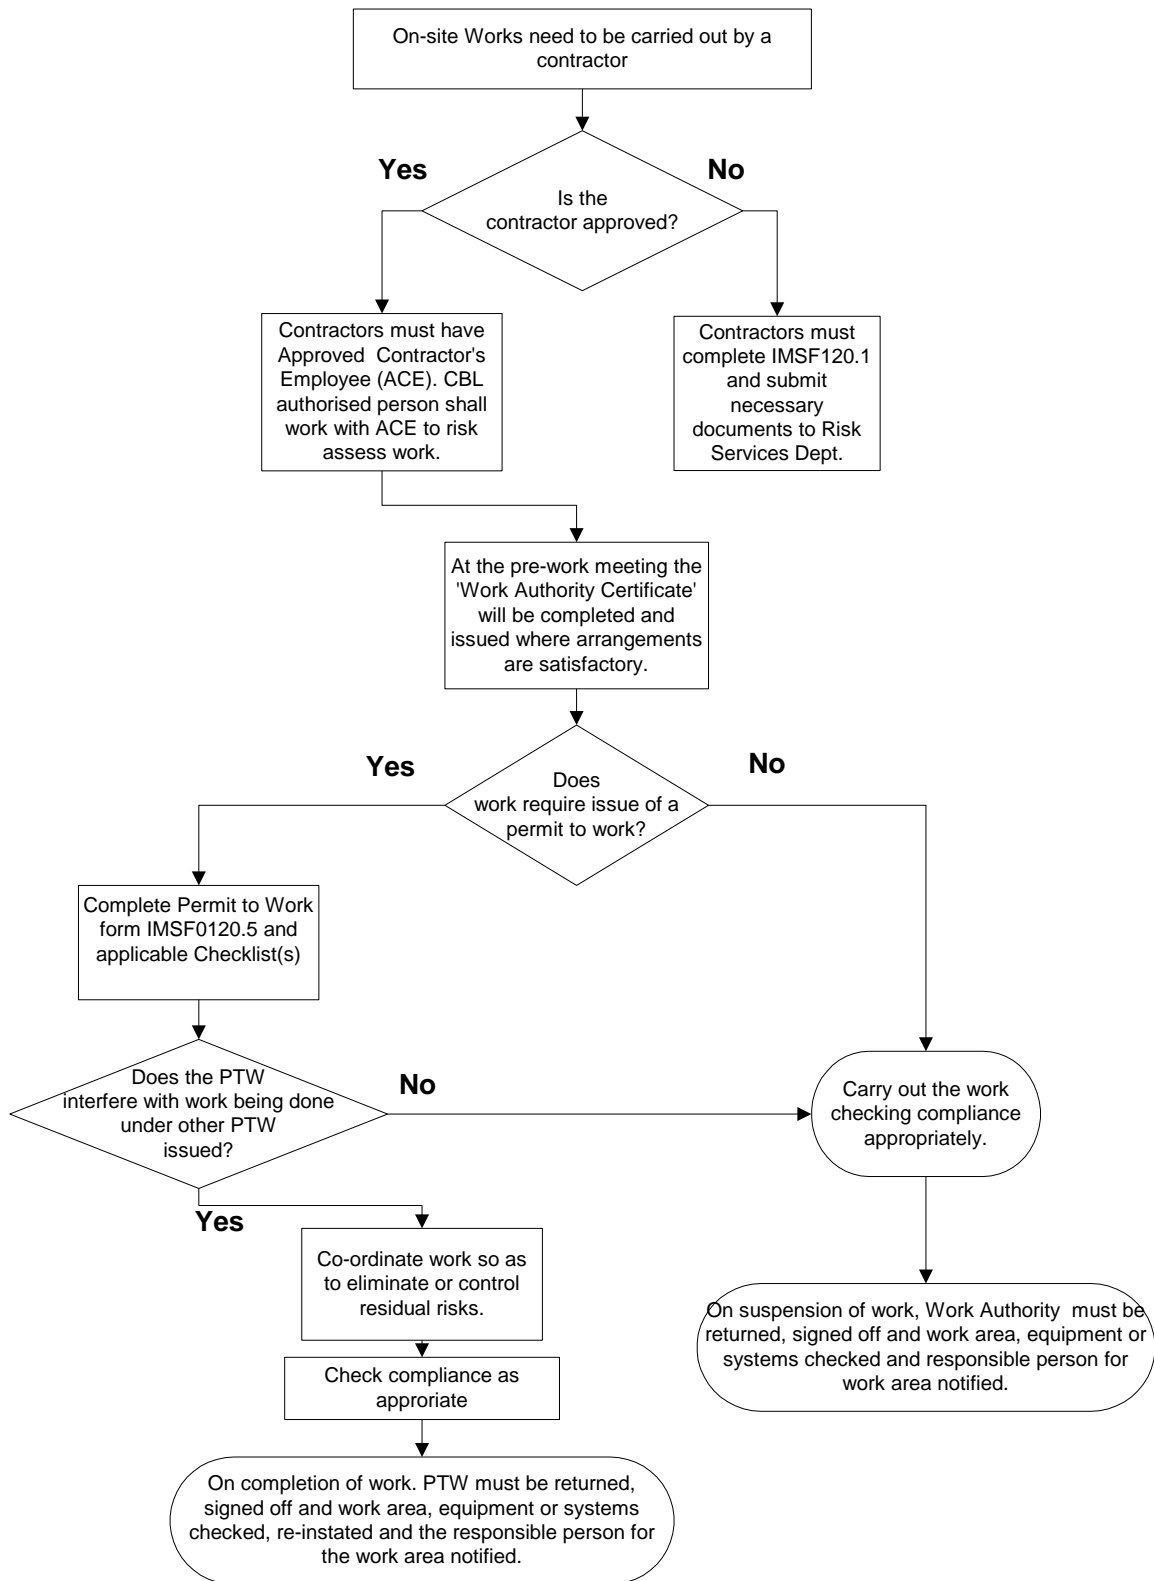 On-site Works need to be carried out by a
contractor
Yes
No
Is the
contractor approved?
Contractors must have
Approved Contractor's
Employee (ACE). CBL
authorised person shall
work with ACE to risk
assess work.
Contractors must
complete IMSF120.1
and submit
necessary
documents to Risk
Services Dept.
At the pre-work meeting the
'Work Authority Certificate'
will be completed and
issued where arrangements
are satisfactory.
Yes
No
Does
work require issue of a
permit to work?
Complete Permit to Work
form IMSF0120.5 and
applicable Checklist(s)
Does the PTW
interfere with work being done
under other PTW
issued?
No
Carry out the work
checking compliance
appropriately.
Yes
Co-ordinate work so as
to eliminate or control
residual risks.
On suspension of work, Work Authority must be
returned, signed off and work area, equipment or
systems checked and responsible person for
work area notified.
Check compliance as
approriate
On completion of work. PTW must be returned,
signed off and work area, equipment or systems
checked, re-instated and the responsible person for
the work area notified.